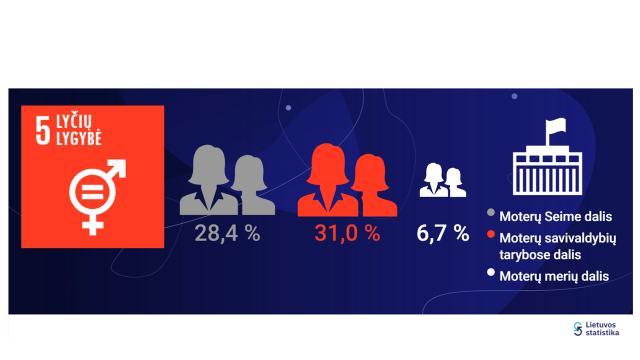 5 LYČIŲ
LYGYBĖ
28,4 %
31,0 %
6,7 %
Moterų Seime dalis
Moterų savivaldybių
tarybose dalis
Moterų merių dalis
Lietuvos
statistika